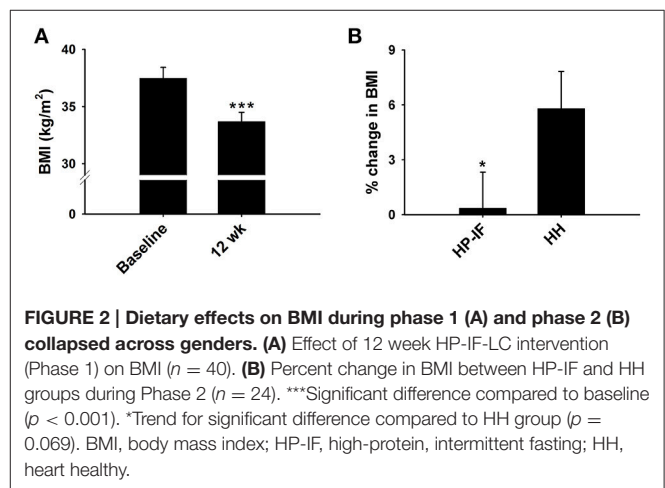 A
B
40
35
30
0
BMI (kg/m²)
***
Baseline
12 wk
9
6
3
0
% change in BMI
*
HP-IF
HH
FIGURE 2 | Dietary effects on BMI during phase 1 (A) and phase 2 (B)
collapsed across genders. (A) Effect of 12 week HP-IF-LC intervention
(Phase 1) on BMI (n = 40). (B) Percent change in BMI between HP-IF and HH
groups during Phase 2 (n = 24). ***Significant difference compared to baseline
(p < 0.001). *Trend for significant difference compared to HH group (p =
0.069). BMI, body mass index; HP-IF, high-protein, intermittent fasting; HH,
heart healthy.